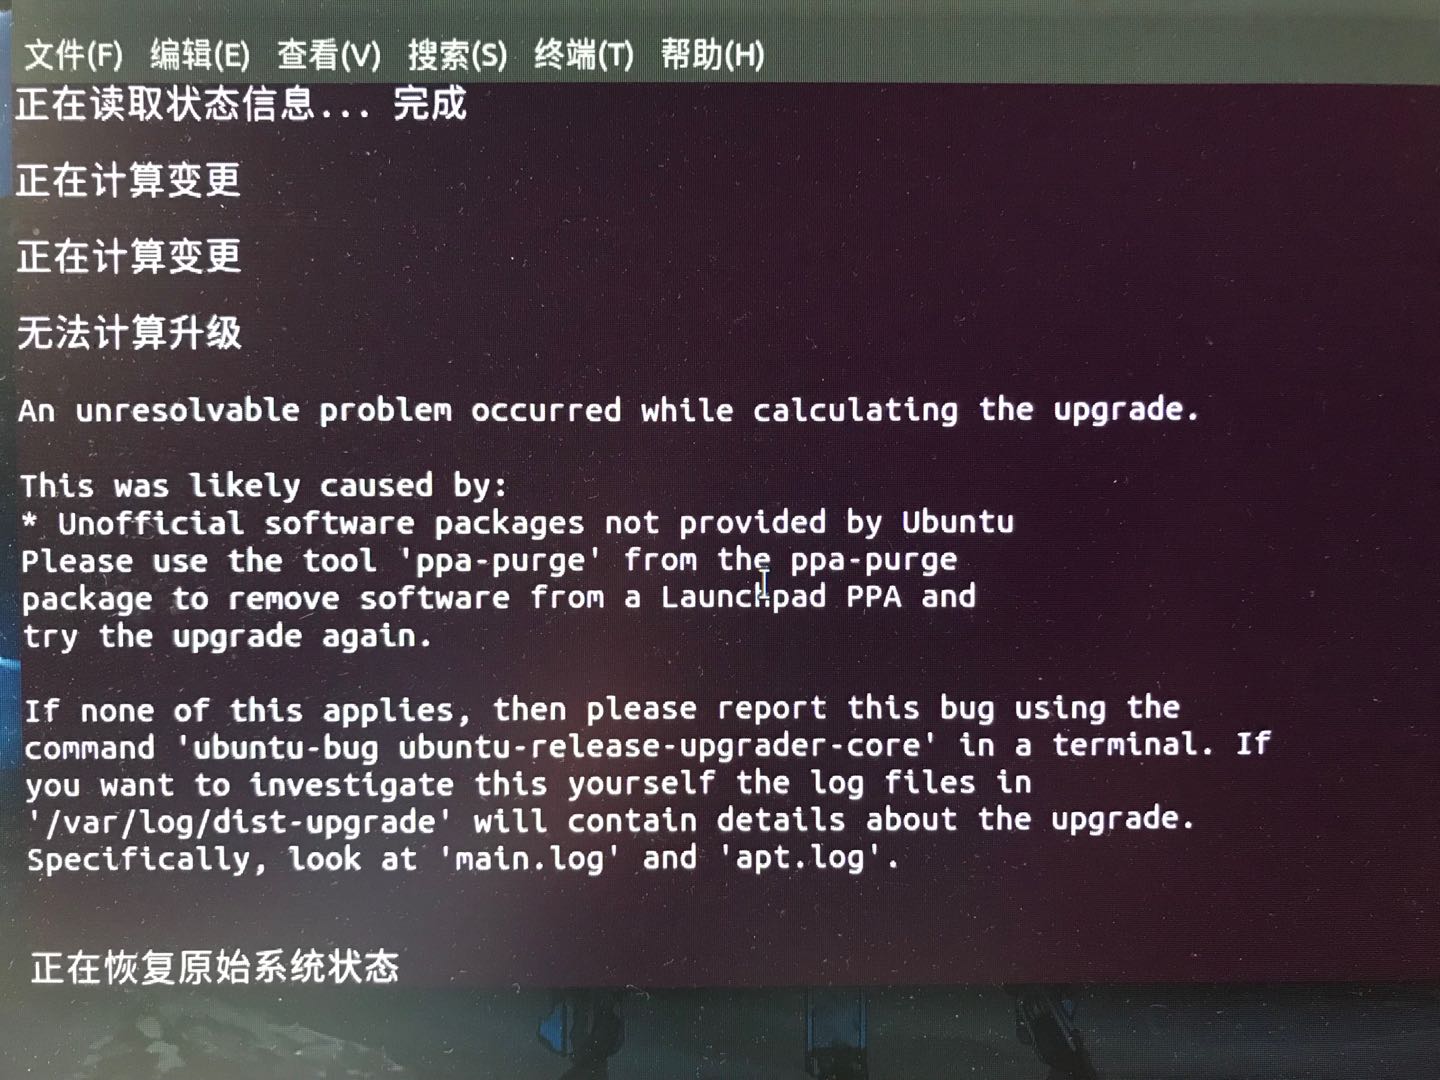 文件(F) 编辑(E) 查看(V) 搜索(S) 终端(T) 帮助(H)
正在读取状态信息... 完成
正在计算变更
正在计算变更
无法计算升级
An unresolvable problem occurred while calculating the upgrade.
This was likely caused by:
* Unofficial software packages not provided by Ubuntu
Please use the tool 'ppa-purge' from the ppa-purge
package to remove software from a Launchpad PPA and
try the upgrade again.
If none of this applies, then please report this bug using the
command 'ubuntu-bug ubuntu-release-upgrader-core' in a terminal. If
you want to investigate this yourself the log files in
'/var/log/dist-upgrade' will contain details about the upgrade.
Specifically, look at 'main.log' and 'apt.log'.
正在恢复原始系统状态